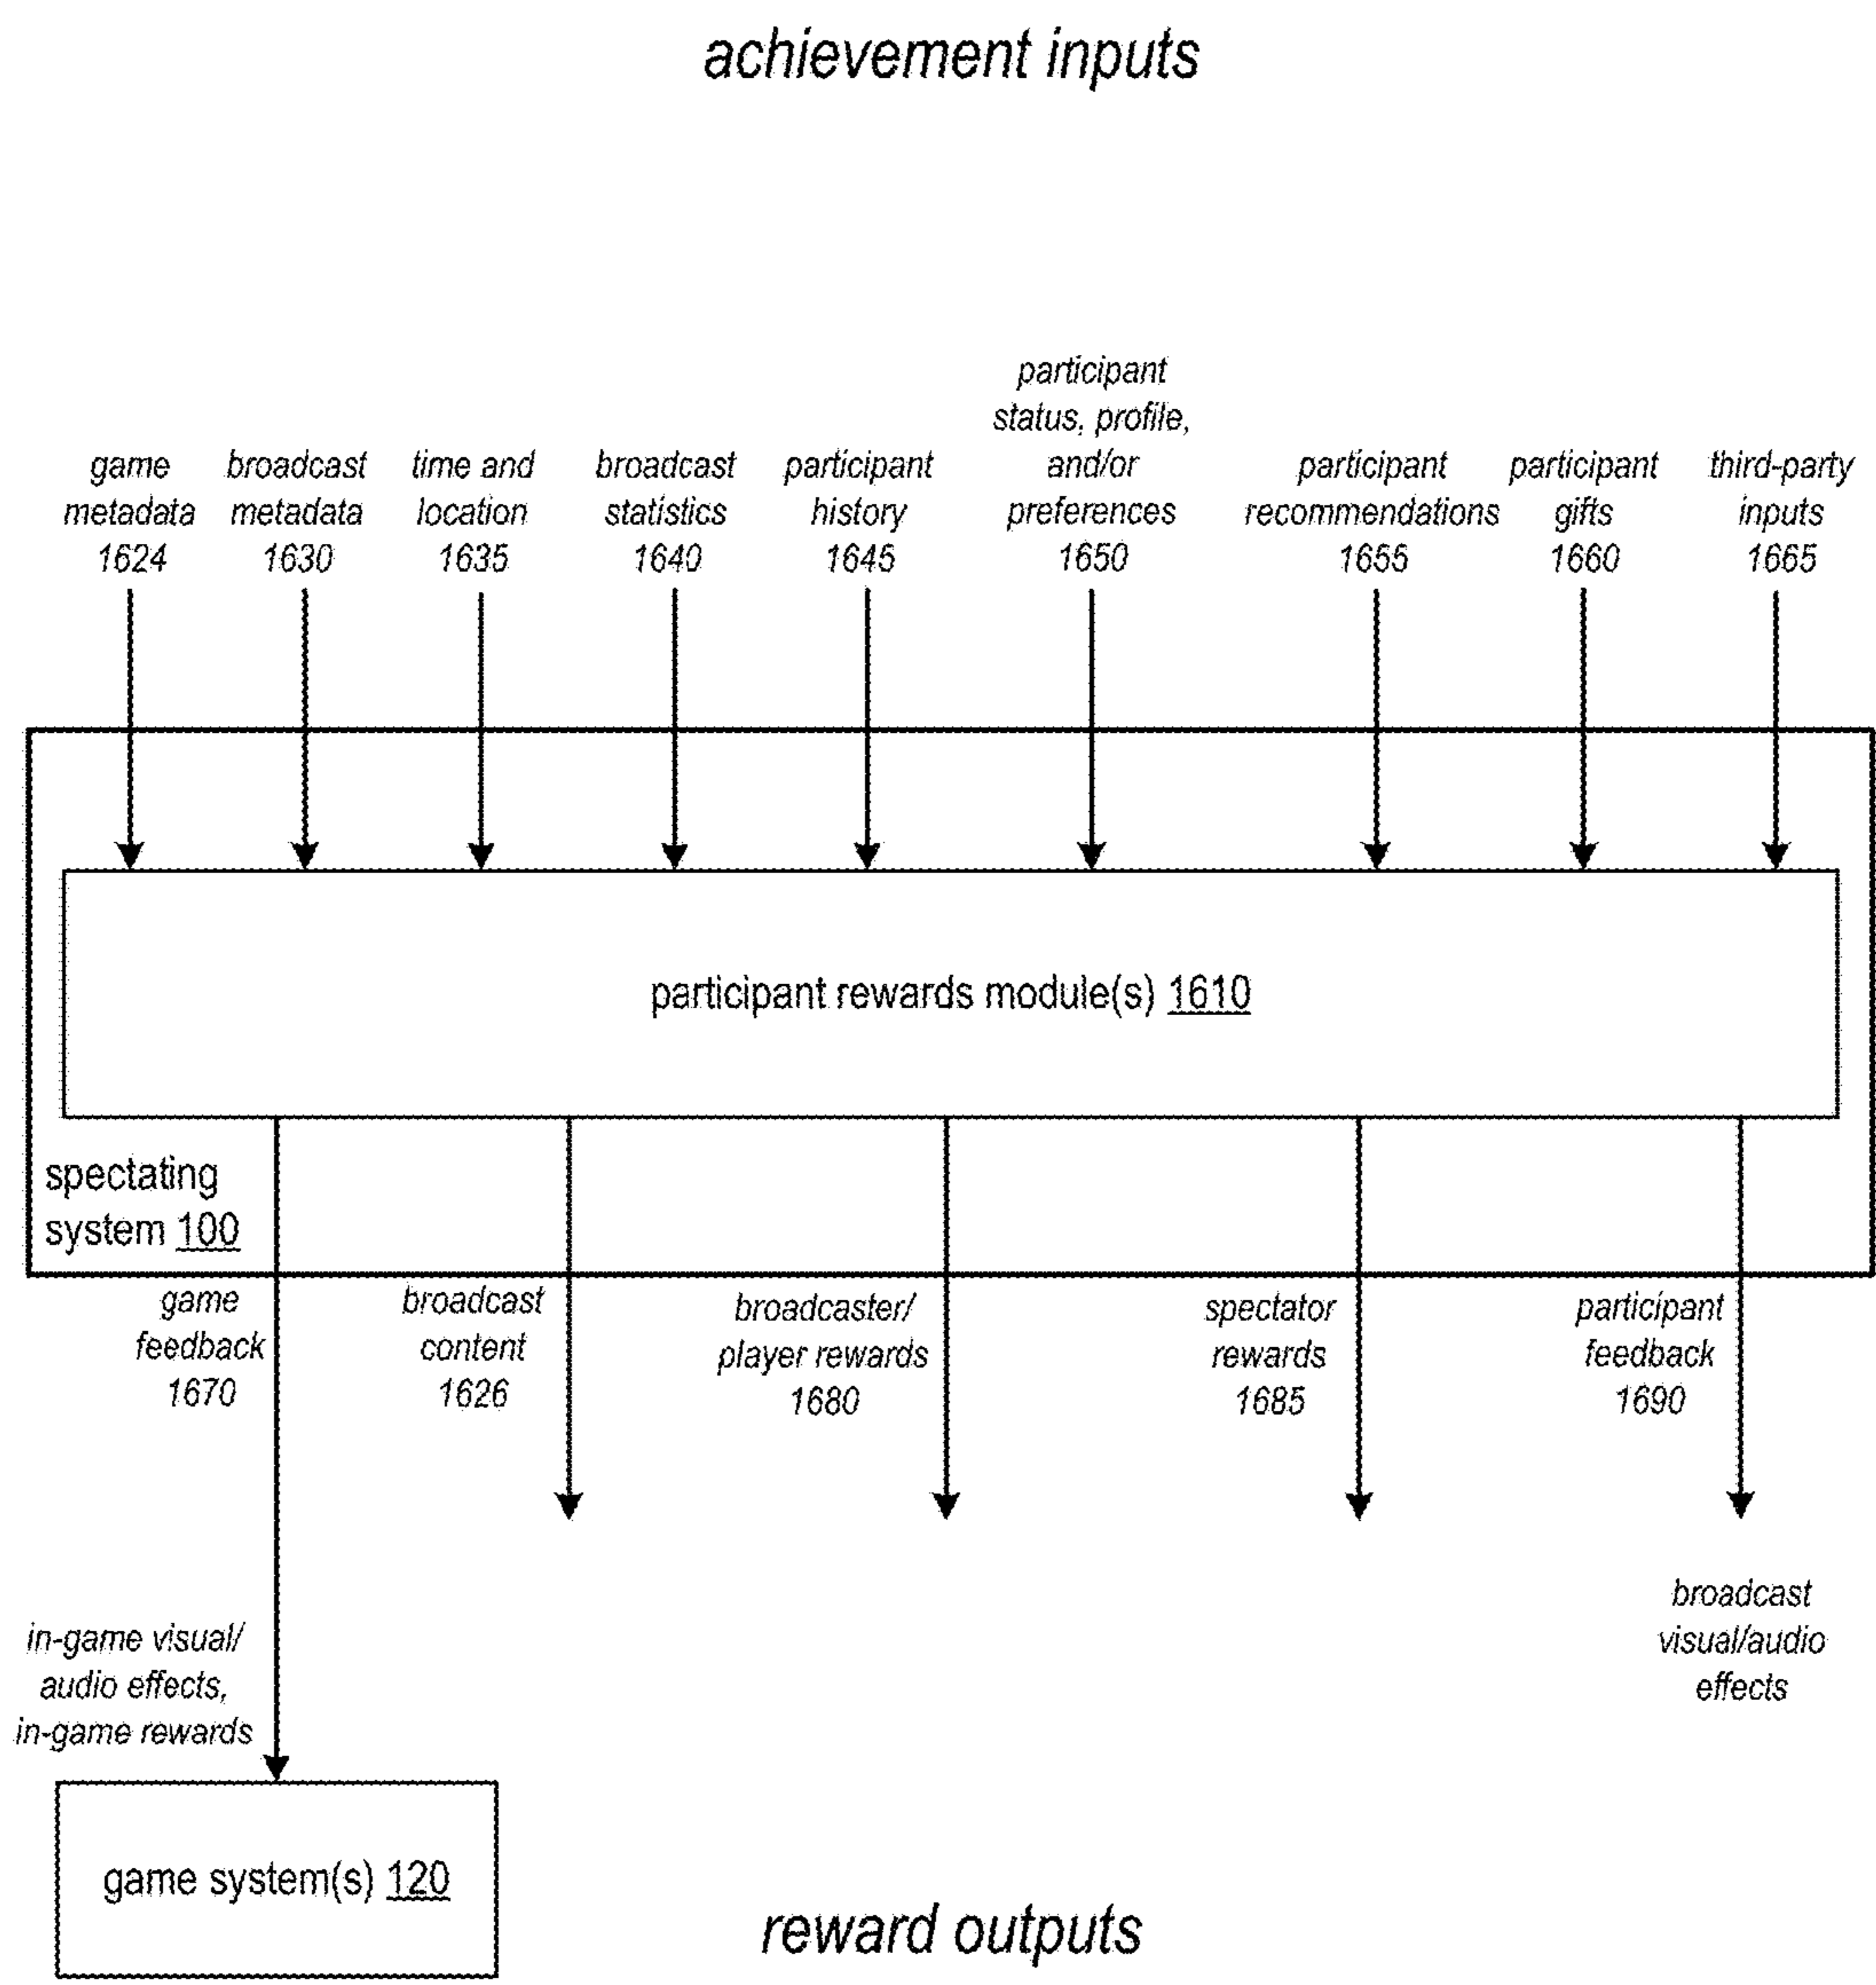 achievement inputs
game
metadata
1624
broadcast
metadata
1630
time and
location
1635
broadcast
statistics
1640
participant
history
1645
participant
status, profile,
and/or
preferences
1650
participant
recommendations
1655
participant
gifts
1660
third-party
inputs
1665
participant rewards module(s) 1610
spectating
system 100
game
feedback
1670
broadcast
content
1626
broadcaster/
player rewards
1680
spectator
rewards
1685
participant
feedback
1690
in-game visual/
audio effects,
in-game rewards
broadcast
visual/audio
effects
game system(s) 120
reward outputs